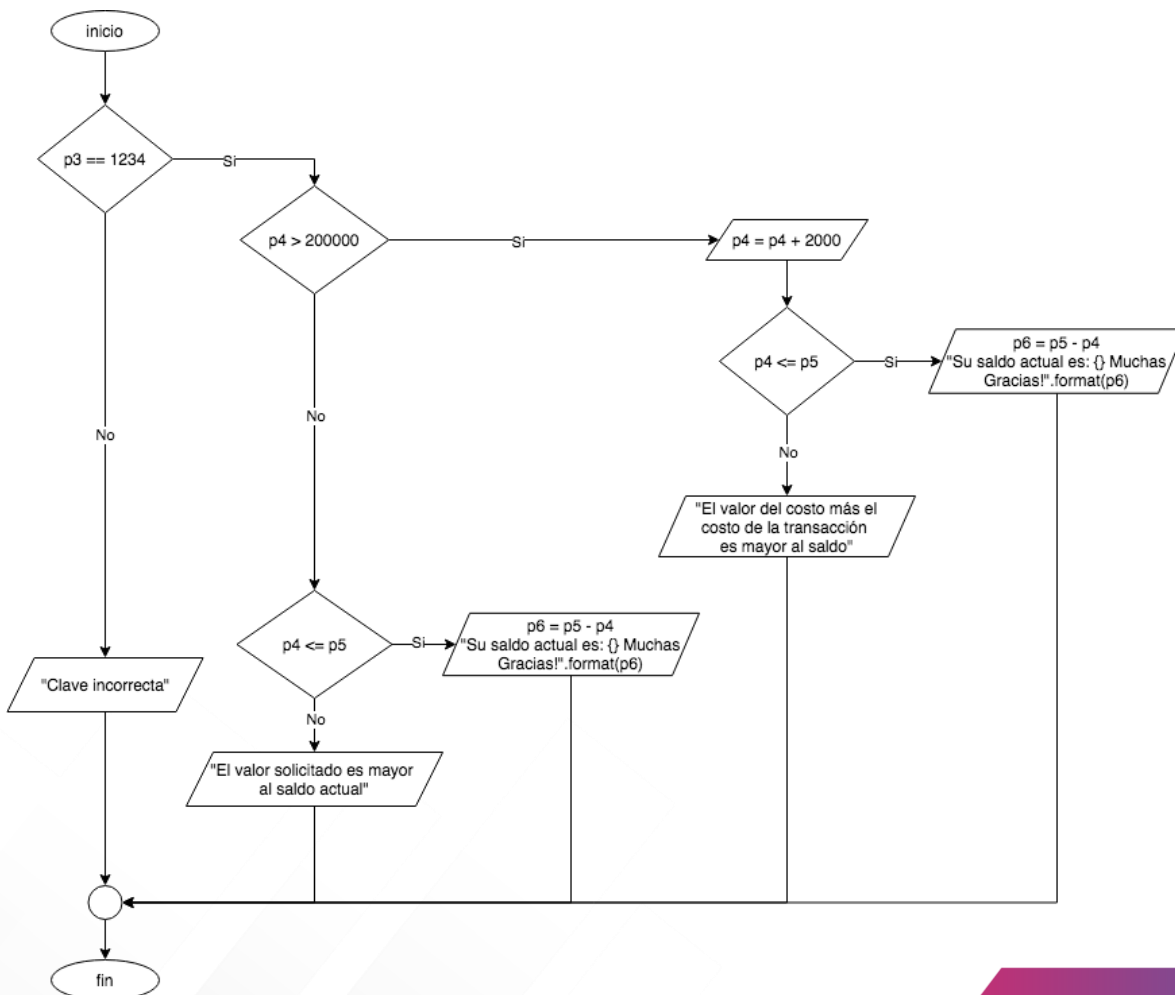 inicio
p3 == 1234
Si
p4 > 200000
Si
p4 = p4 + 2000
p4 <= p5
Si
p6 = p5 - p4
"Su saldo actual es: {} Muchas
Gracias!".format(p6)
No
No
No
"El valor del costo más el
costo de la transacción
es mayor al saldo"
p4 <= p5
Si
p6 = p5 - p4
"Su saldo actual es: {} Muchas
Gracias!".format(p6)
"Clave incorrecta"
No
"El valor solicitado es mayor
al saldo actual"
fin